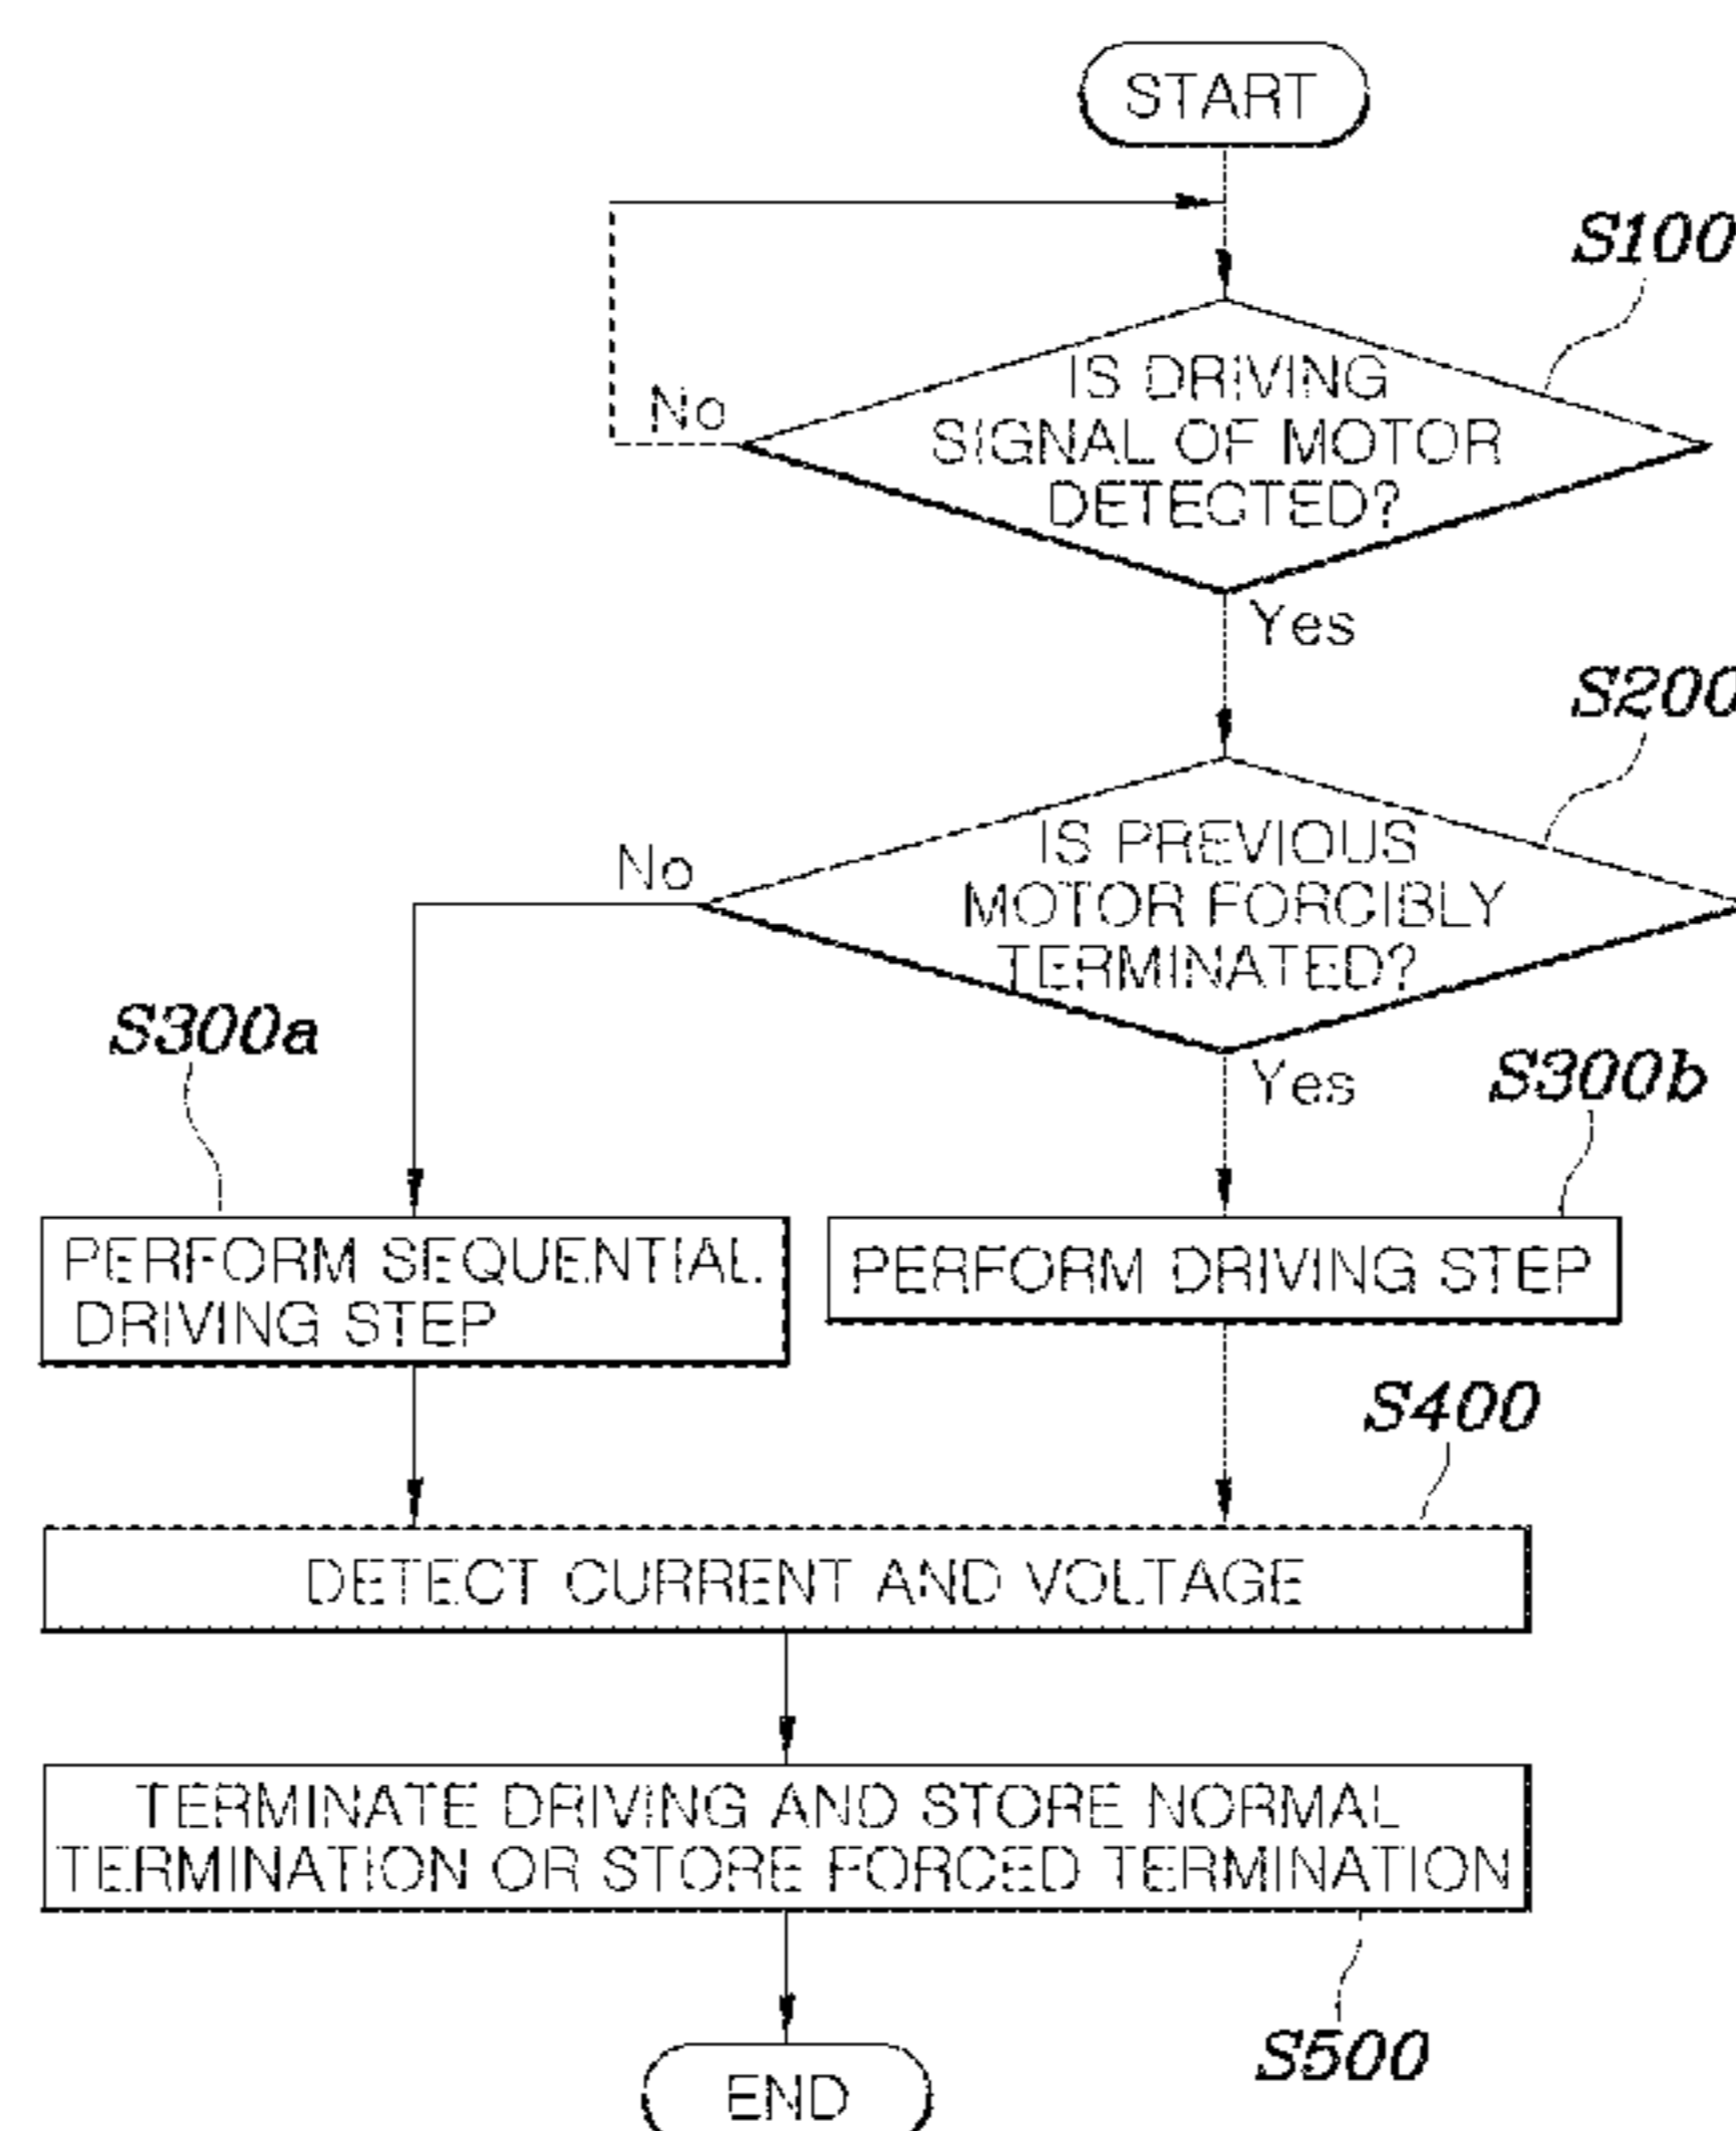 START
S100
IS DRIVING
SIGNAL OF MOTOR
DETECTED?
No
Yes
S200
IS PREVIOUS
MOTOR FORCIBLY
TERMINATED?
No
Yes
S300a
S300b
PERFORM SEQUENTIAL
DRIVING STEP
PERFORM DRIVING STEP
S400
DETECT CURRENT AND VOLTAGE
TERMINATE DRIVING AND STORE NORMAL
TERMINATION OR STORE FORCED TERMINATION
S500
END